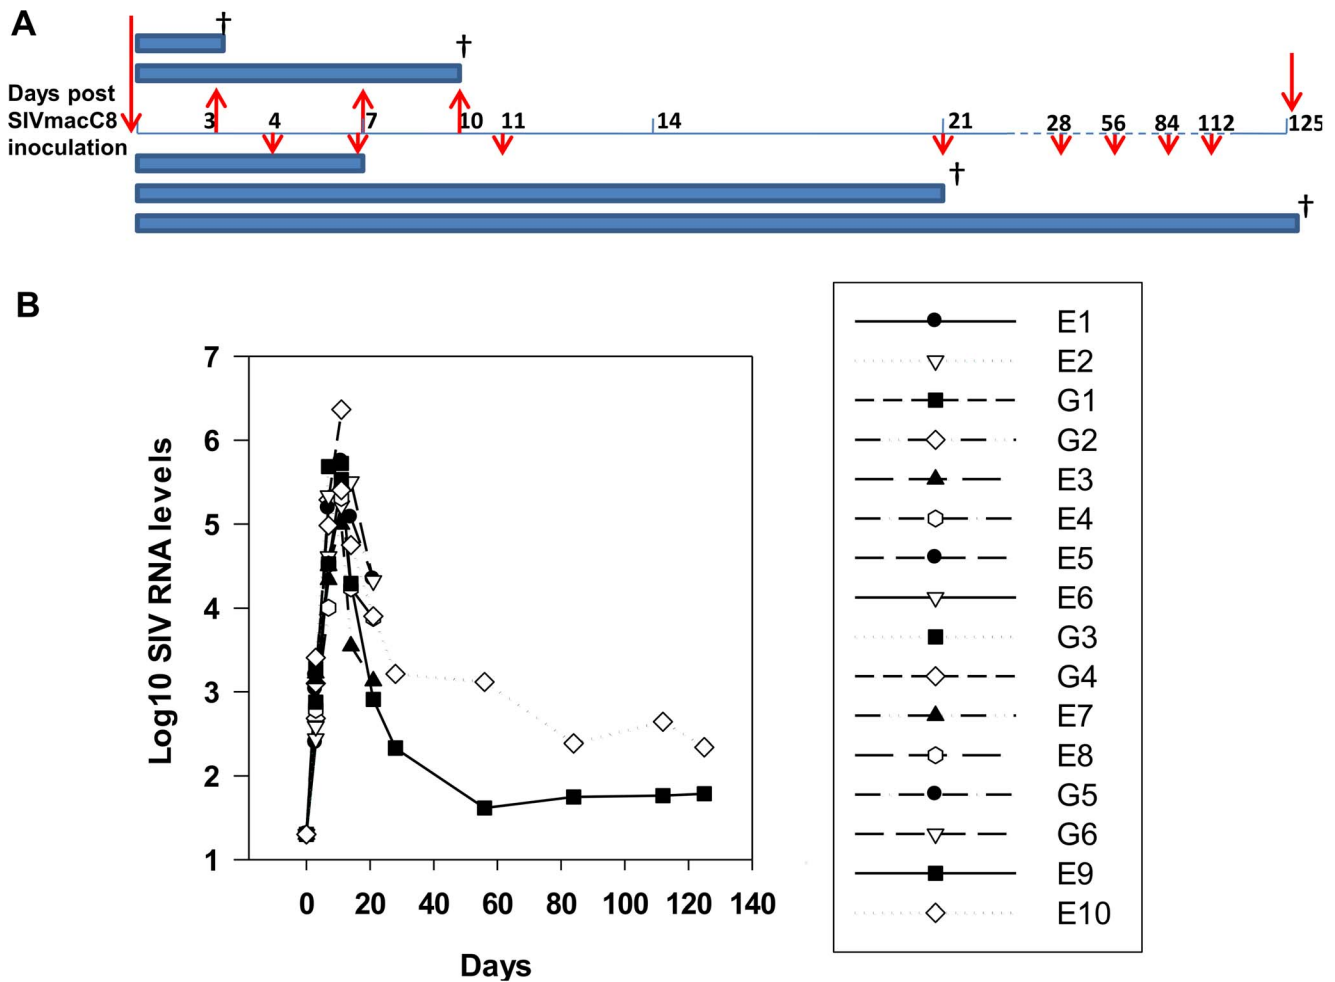 A
† †
Days post
SIVmacC8
inoculation
3 4 7 10 11 14 21 28 56 84 112 125
†
†
B
Log10 SIV RNA levels
7
6
5
4
3
2
1
0 20 40 60 80 100 120 140
Days
E1
E2
G1
G2
E3
E4
E5
E6
G3
G4
E7
E8
G5
G6
E9
E10